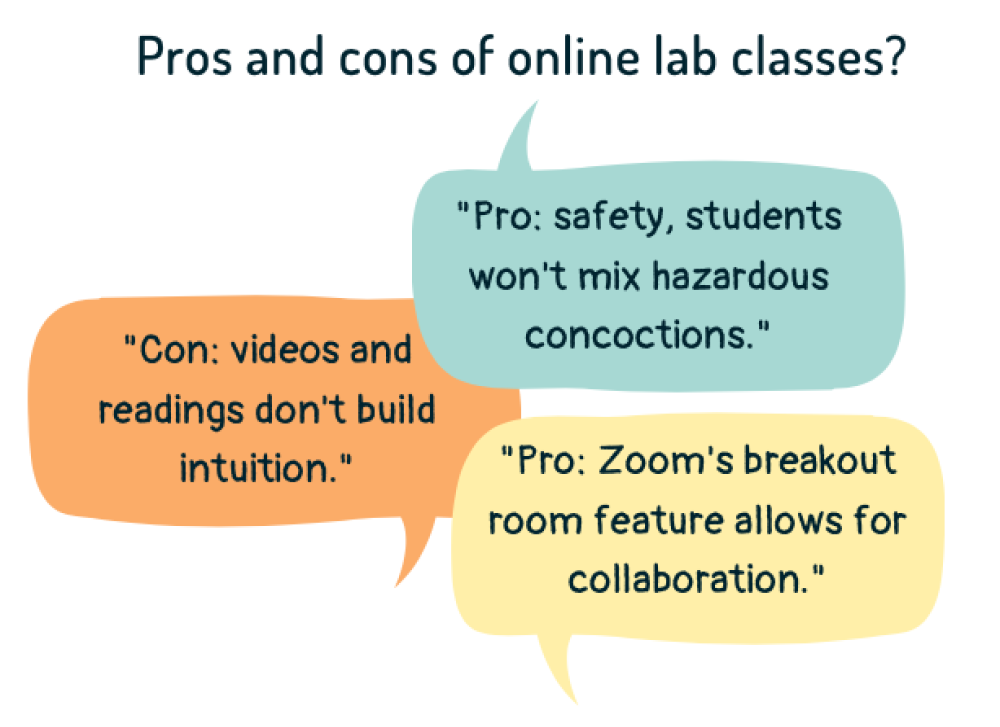 Pros and cons of online lab classes?
"Pro: safety, students
won't mix hazardous
concoctions."
"Con: videos and
readings don't build
intuition."
"Pro: Zoom's breakout
room feature allows for
collaboration."